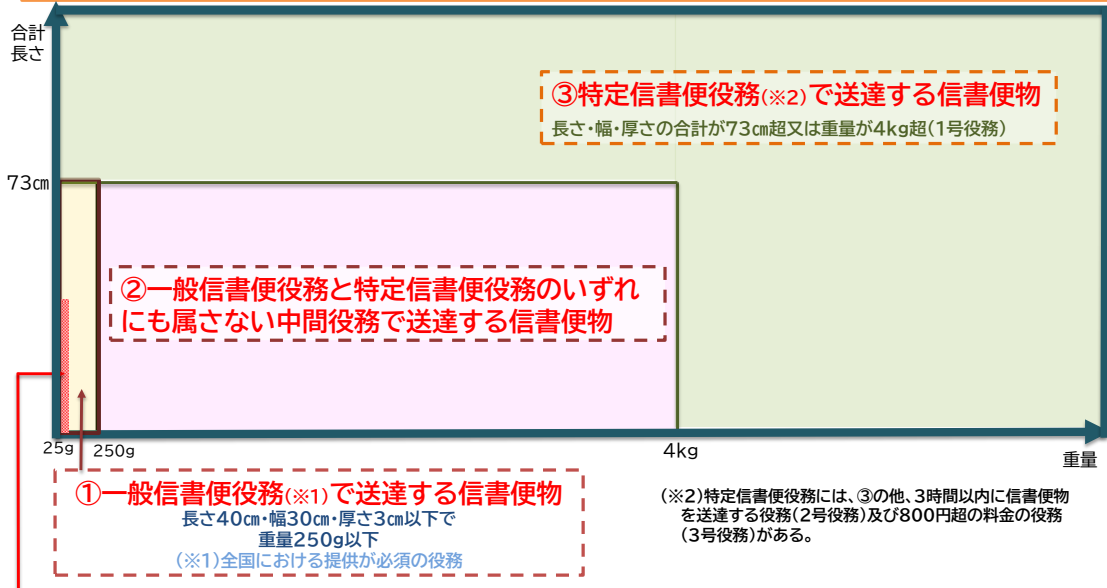 合計
長さ
③特定信書便役務(※2)で送達する信書便物
長さ・幅・厚さの合計が73㎝超又は重量が4kg超(1号役務)
73㎝
②一般信書便役務と特定信書便役務のいずれ
にも属さない中間役務で送達する信書便物
25g
250g
4kg
重量
①一般信書便役務(※1)で送達する信書便物
長さ40㎝・幅30㎝・厚さ3㎝以下で
重量250g以下
(※1)全国における提供が必須の役務
(※2)特定信書便役務には、③の他、3時間以内に信書便物
を送達する役務(2号役務)及び800円超の料金の役務
(3号役務)がある。